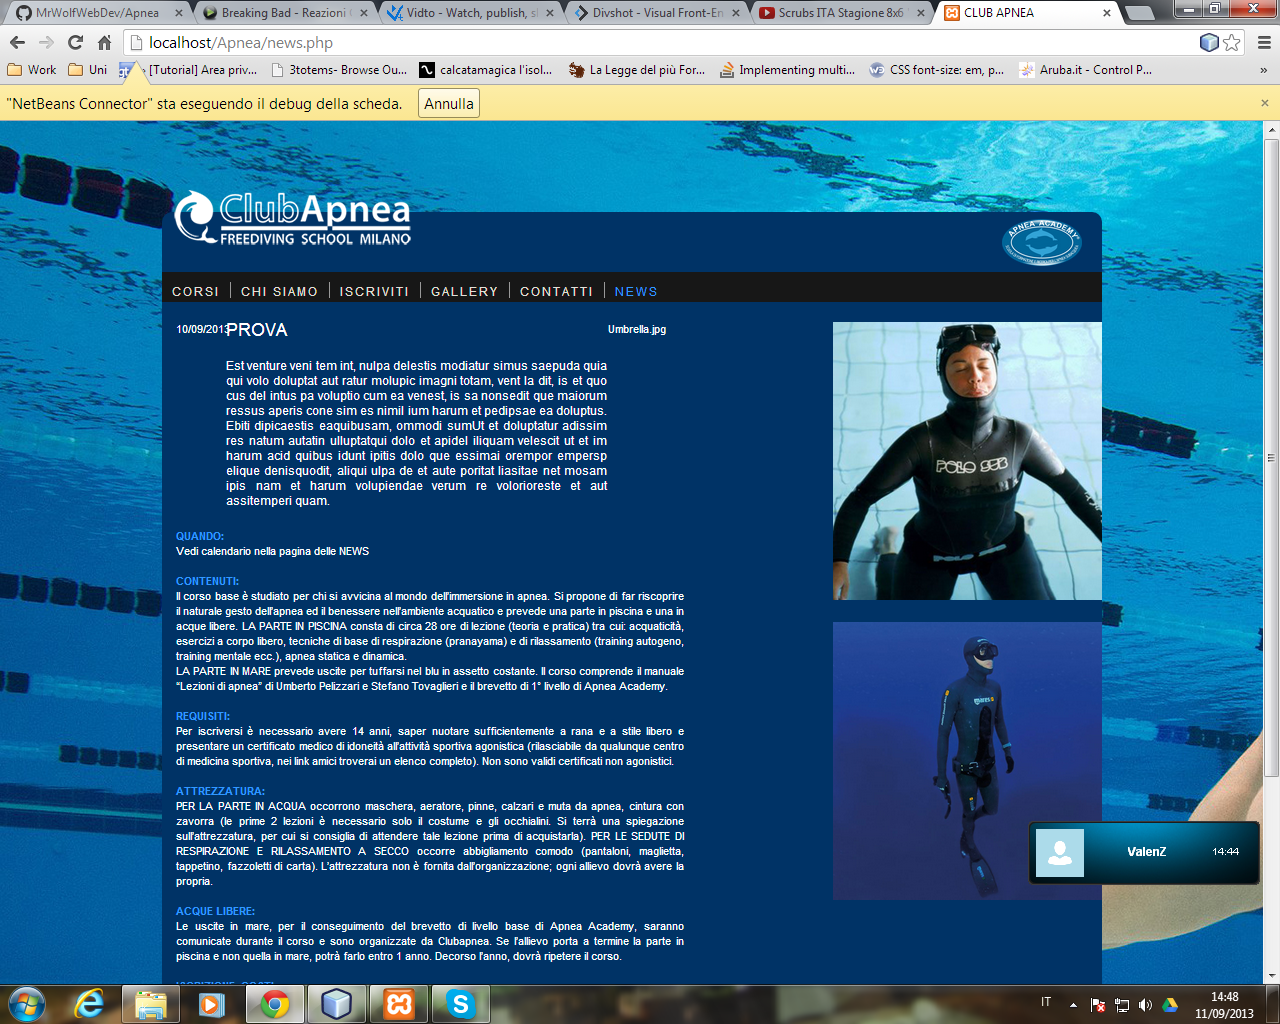 MrWolfWebDev/Apnea
Breaking Bad - Reazioni C
Vidto - Watch, publish, s
Divshot - Visual Front-En
Scrubs ITA Stagione 8x6
CLUB APNEA
localhost/Apnea/news.php
Work
Uni
[Tutorial] Area priv...
3totems- Browse Ou...
calcatamagica l'isol...
La Legge del più For...
Implementing multi...
CSS font-size: em, p...
Aruba.it - Control P...
»
"NetBeans Connector" sta eseguendo il debug della scheda.
Annulla
ClubApnea
FREEDIVING SCHOOL MILANO
APNEA ACADEMY
CORSI
CHI SIAMO
ISCRIVITI
GALLERY
CONTATTI
NEWS
10/09/2013
PROVA
Umbrella.jpg
Est venture veni tem int, nulpa delestis modiatur simus saepuda quia
qui volo doluptat aut ratur molupic imagni totam, vent la dit, is et quo
cus del intus pa voluptio cum ea venest, is sa nonsedit que maiorum
ressus aperis cone sim es nimil ium harum et pedipsae ea doluptus.
Ebiti dipicaestis eaquibusam, ommodi sumUt et doluptatur adissim
res natum autatin ulluptatqui dolo et apidel iliquam velescit ut et im
harum acid quibus idunt ipitis dolo que essimai orempor empersp
elique denisquodit, aliqui ulpa de et aute poritat liasitae net mosam
ipis nam et harum volupiendae verum re volorioreste et aut
assitemperi quam.
QUANDO:
Vedi calendario nella pagina delle NEWS
CONTENUTI:
Il corso base è studiato per chi si avvicina al mondo dell'immersione in apnea. Si propone di far riscoprire
il naturale gesto dell'apnea ed il benessere nell'ambiente acquatico e prevede una parte in piscina e una in
acque libere. LA PARTE IN PISCINA consta di circa 28 ore di lezione (teoria e pratica) tra cui: acquaticità,
esercizi a corpo libero, tecniche di base di respirazione (pranayama) e di rilassamento (training autogeno,
training mentale ecc.), apnea statica e dinamica.
LA PARTE IN MARE prevede uscite per tuffarsi nel blu in assetto costante. Il corso comprende il manuale
“Lezioni di apnea” di Umberto Pelizzari e Stefano Tovaglieri e il brevetto di 1° livello di Apnea Academy.
REQUISITI:
Per iscriversi è necessario avere 14 anni, saper nuotare sufficientemente a rana e a stile libero e
presentare un certificato medico di idoneità all'attività sportiva agonistica (rilasciabile da qualunque centro
di medicina sportiva, nei link amici troverai un elenco completo). Non sono validi certificati non agonistici.
ATTREZZATURA:
PER LA PARTE IN ACQUA occorrono maschera, aeratore, pinne, calzari e muta da apnea, cintura con
zavorra (le prime 2 lezioni è necessario solo il costume e gli occhialini. Si terrà una spiegazione
sull'attrezzatura, per cui si consiglia di attendere tale lezione prima di acquistarla). PER LE SEDUTE DI
RESPIRAZIONE E RILASSAMENTO A SECCO occorre abbigliamento comodo (pantaloni, maglietta,
tappetino, fazzoletti di carta). L'attrezzatura non è fornita dall'organizzazione; ogni allievo dovrà avere la
propria.
ACQUE LIBERE:
Le uscite in mare, per il conseguimento del brevetto di livello base di Apnea Academy, saranno
comunicate durante il corso e sono organizzate da Clubapnea. Se l'allievo porta a termine la parte in
piscina e non quella in mare, potrà farlo entro 1 anno. Decorso l'anno, dovrà ripetere il corso.
POLO SUB
mares
ValenZ
14:44
IT
14:48
11/09/2013